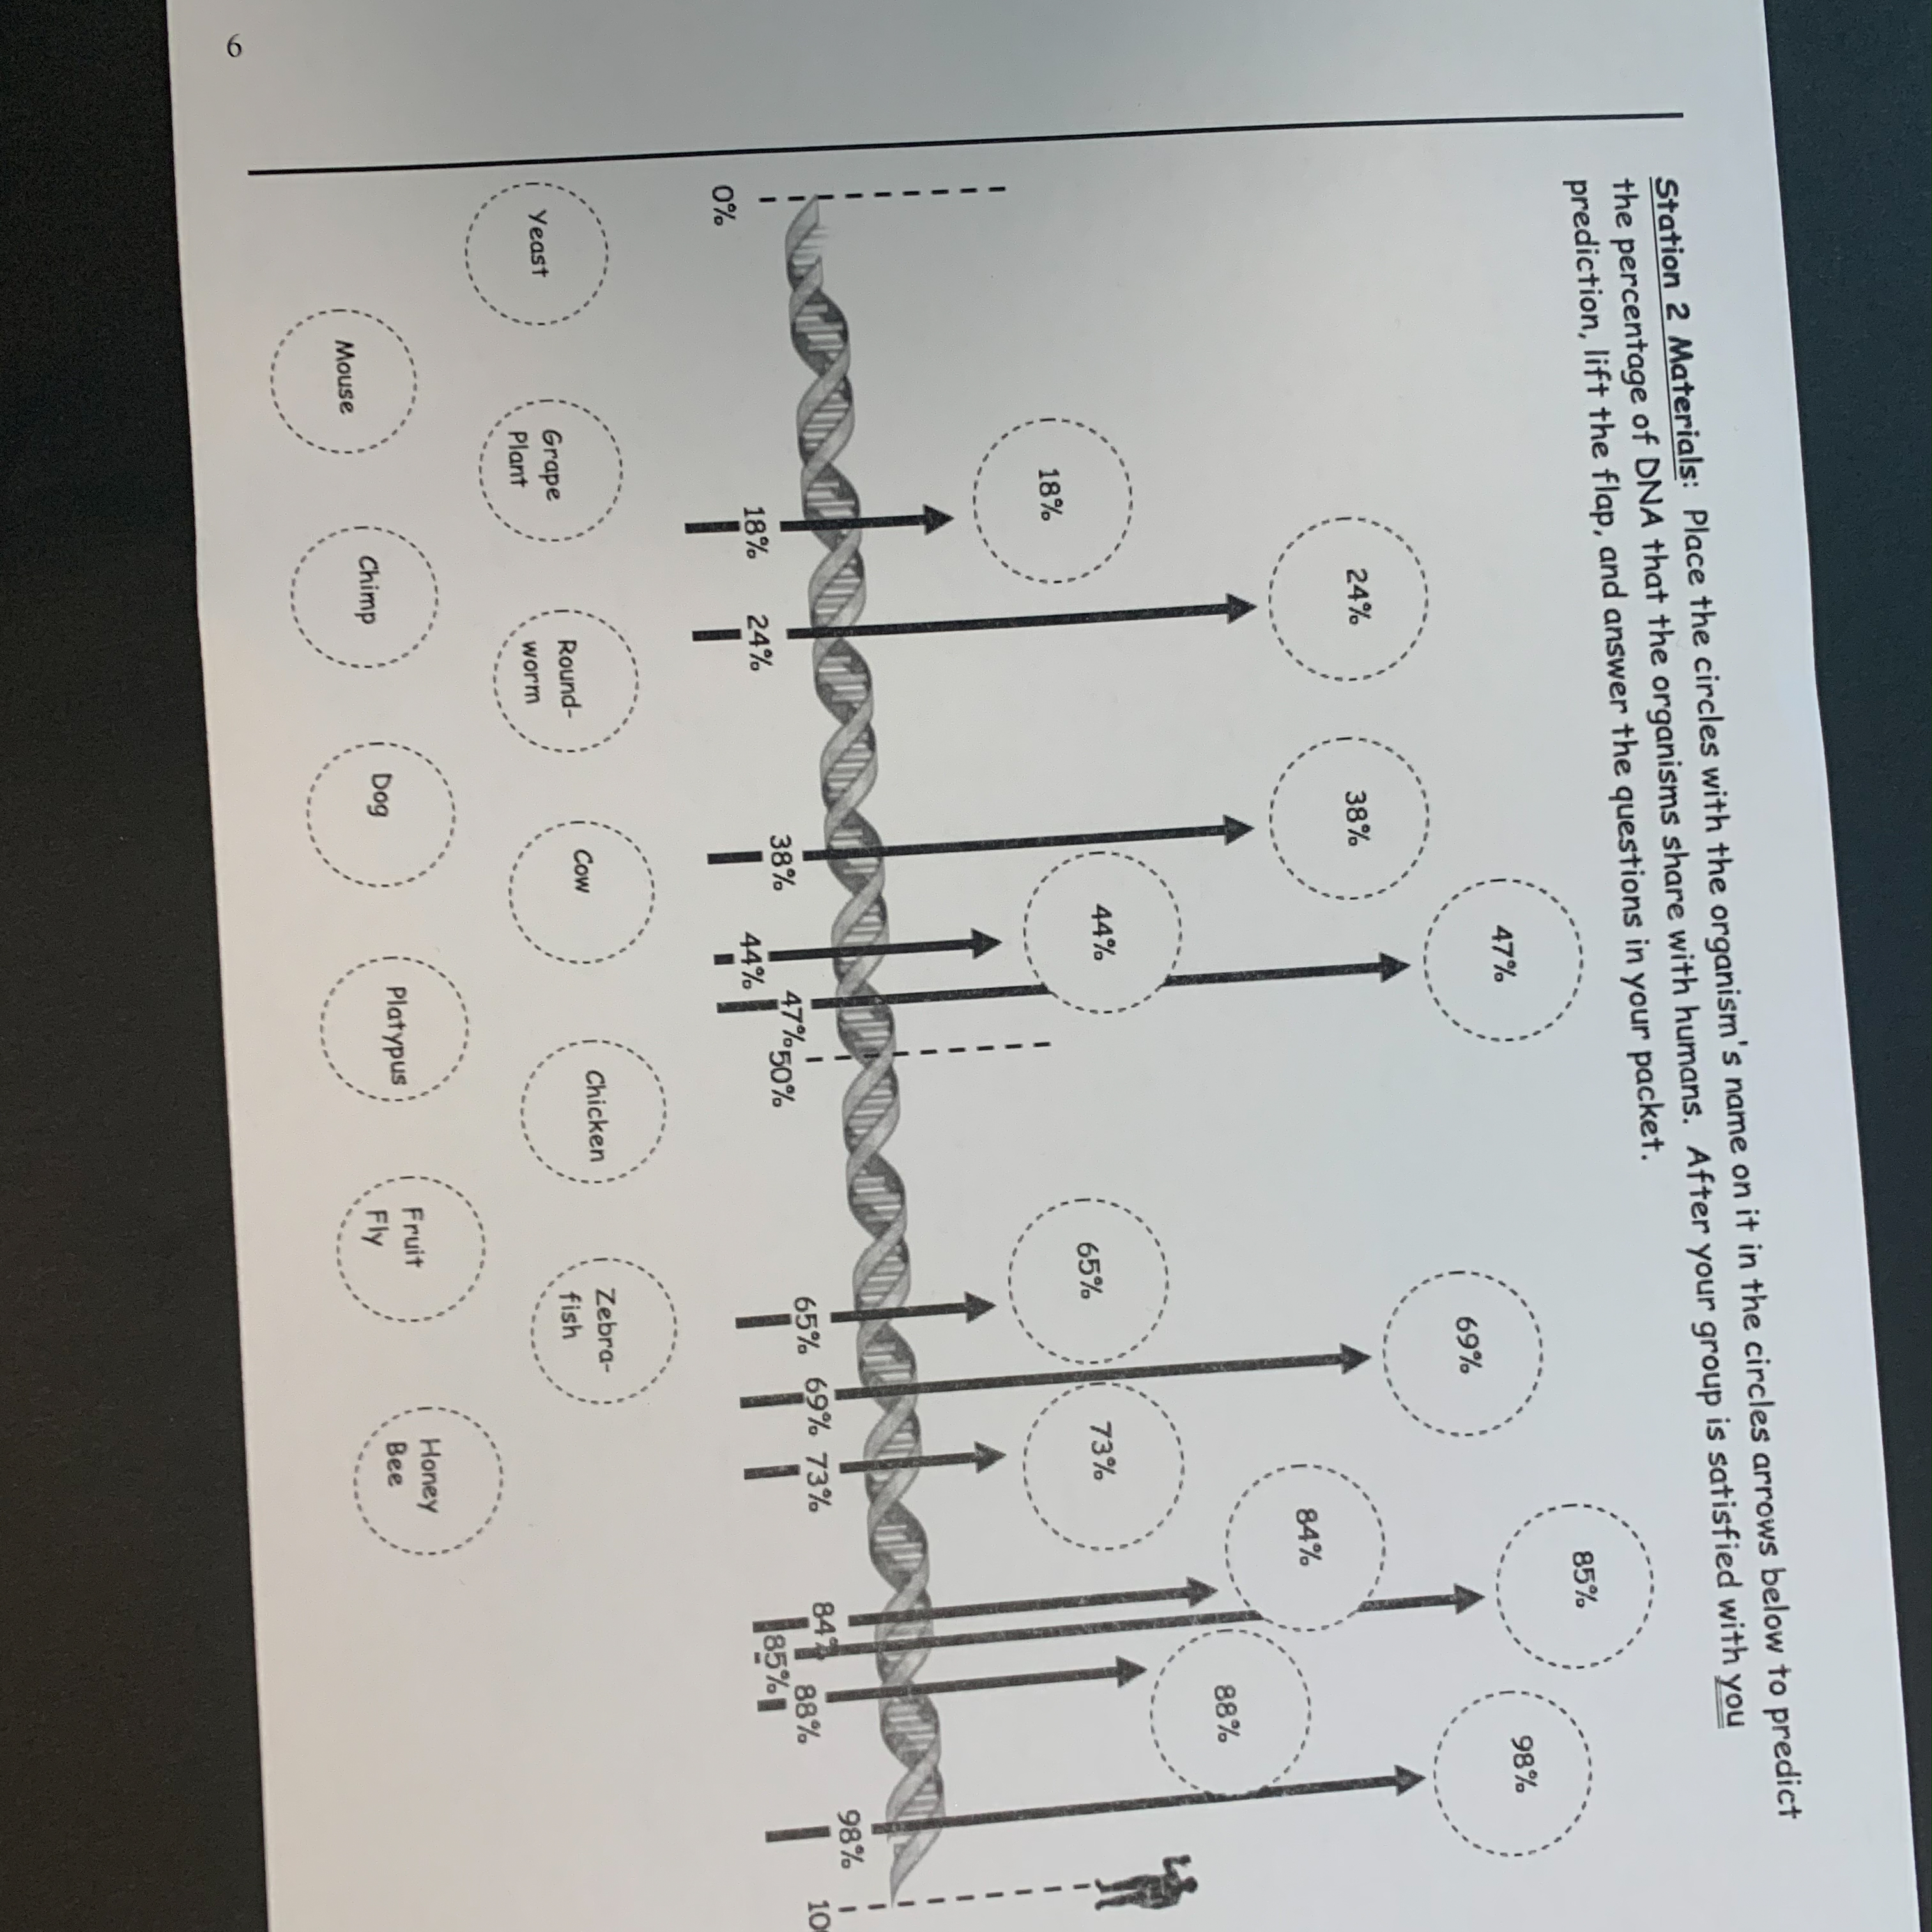 Station 2 Materials: Place the circles with the organism's name on it in the circles arrows below to predict
the percentage of DNA that the organisms share with humans. After your group is satisfied with you
prediction, lift the flap, and answer the questions in your packet.
47%
85%
69%
98%
24%
38%
84%
88%
18%
44%
65%
73%
0%
18%
24%
38%
44%
47%
50%
65%
69%
73%
84%
85%
88%
98%
10
Yeast
Grape
Plant
Round-
worm
Cow
Chicken
Zebra-
fish
Mouse
Chimp
Dog
Platypus
Fruit
Fly
Honey
Bee
6